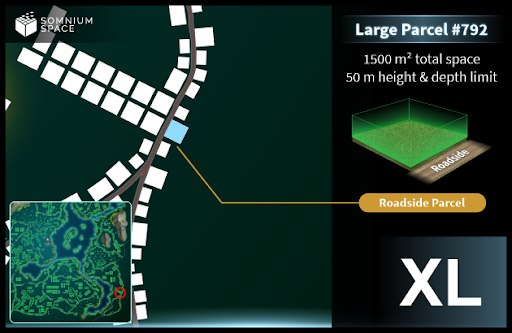 SOMNIUM
SPACE
Large Parcel #792
1500 m² total space
50 m height & depth limit
Roadside
Roadside Parcel
XL